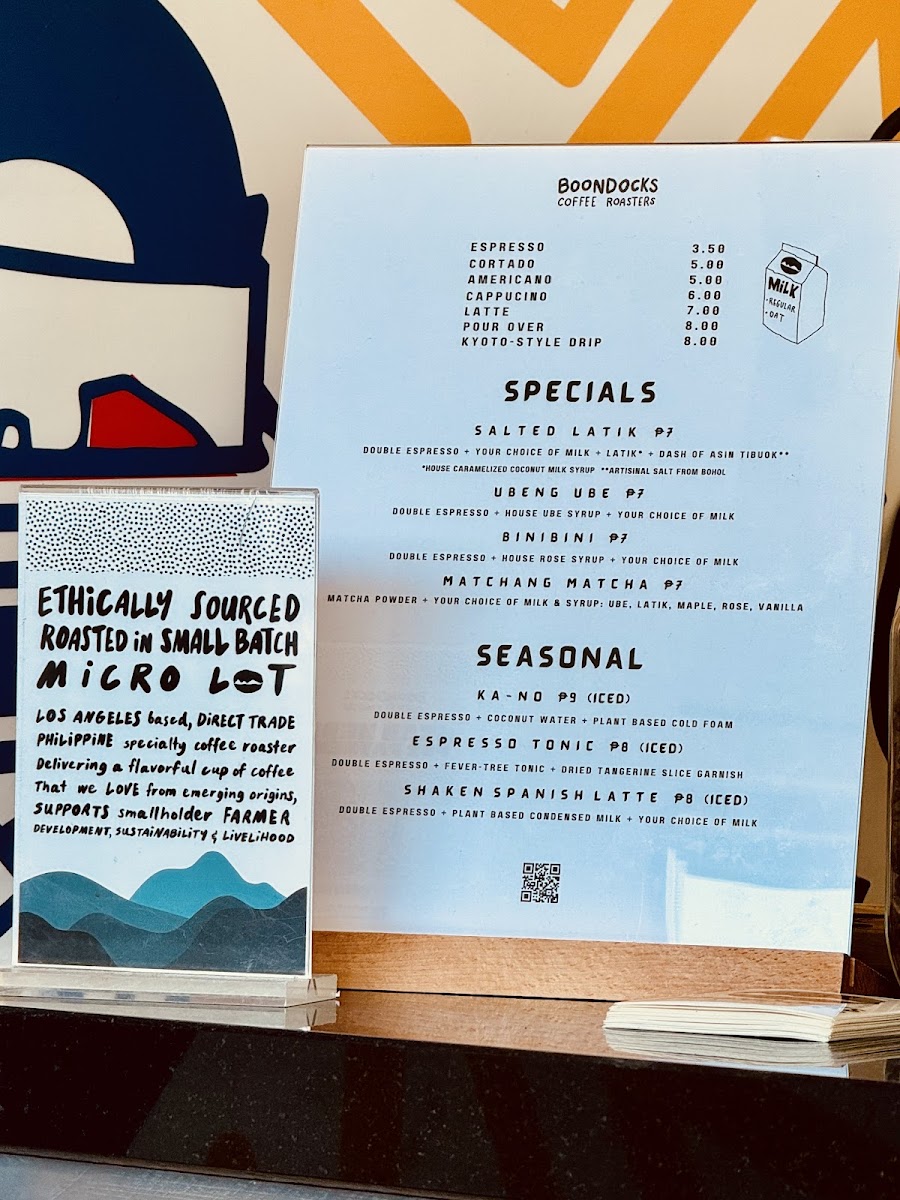 BOONDOCKS
COFFEE ROASTERS
ESPRESSO 3.50
CORTADO 5.00
AMERICANO 5.00
CAPPUCINO 6.00
LATTE 7.00
POUR OVER 8.00
KYOTO-STYLE DRIP 8.00
MiLK
•REGULAR
•OAT
SPECIALS
SALTED LATIK ₱7
DOUBLE ESPRESSO + YOUR CHOICE OF MILK + LATIK* + DASH OF ASIN TIBUOK**
*HOUSE CARAMELIZED COCONUT MILK SYRUP **ARTISINAL SALT FROM BOHOL
UBENG UBE ₱7
DOUBLE ESPRESSO + HOUSE UBE SYRUP + YOUR CHOICE OF MILK
BINIBINI ₱7
DOUBLE ESPRESSO + HOUSE ROSE SYRUP + YOUR CHOICE OF MILK
MATCHANG MATCHA ₱7
MATCHA POWDER + YOUR CHOICE OF MILK & SYRUP: UBE, LATIK, MAPLE, ROSE, VANILLA
SEASONAL
KA-NO ₱9 (ICED)
DOUBLE ESPRESSO + COCONUT WATER + PLANT BASED COLD FOAM
ESPRESSO TONIC ₱8 (ICED)
DOUBLE ESPRESSO + FEVER-TREE TONIC + DRIED TANGERINE SLICE GARNISH
SHAKEN SPANISH LATTE ₱8 (ICED)
DOUBLE ESPRESSO + PLANT BASED CONDENSED MILK + YOUR CHOICE OF MILK
ETHiCALLY SOURCED
ROASTED iN SMALL BATCH
MiCRO LOT
LOS ANGELES based, DiRECT TRADE
PHiLiPPiNE specialty coffee roaster
Delivering a flavorful cup of coffee
That we LOVE from emerging origins,
SUPPORTS smallholder FARMER
DEVELOPMENT, SUSTAiNABiLiTY & LiVELiHOOD